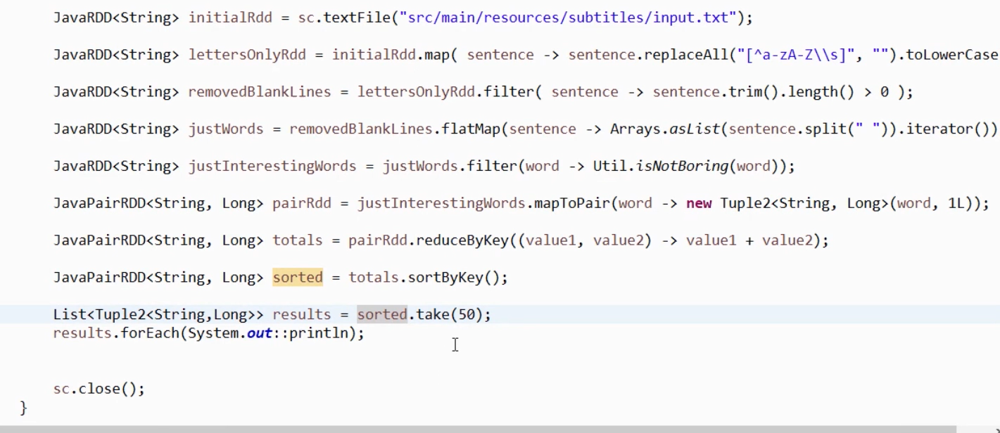 JavaRDD<String> initialRdd = sc.textFile("src/main/resources/subtitles/input.txt");
JavaRDD<String> lettersOnlyRdd = initialRdd.map( sentence -> sentence.replaceAll("[^a-zA-Z\\s]", "").toLowerCase
JavaRDD<String> removedBlankLines = lettersOnlyRdd.filter( sentence -> sentence.trim().length() > 0 );
JavaRDD<String> justWords = removedBlankLines.flatMap(sentence -> Arrays.asList(sentence.split(" ")).iterator())
JavaRDD<String> justInterestingWords = justWords.filter(word -> Util.isNotBoring(word));
JavaPairRDD<String, Long> pairRdd = justInterestingWords.mapToPair(word -> new Tuple2<String, Long>(word, 1L));
JavaPairRDD<String, Long> totals = pairRdd.reduceByKey((value1, value2) -> value1 + value2);
JavaPairRDD<String, Long> sorted = totals.sortByKey();
List<Tuple2<String,Long>> results = sorted.take(50);
results.forEach(System.out::println);
sc.close();
}